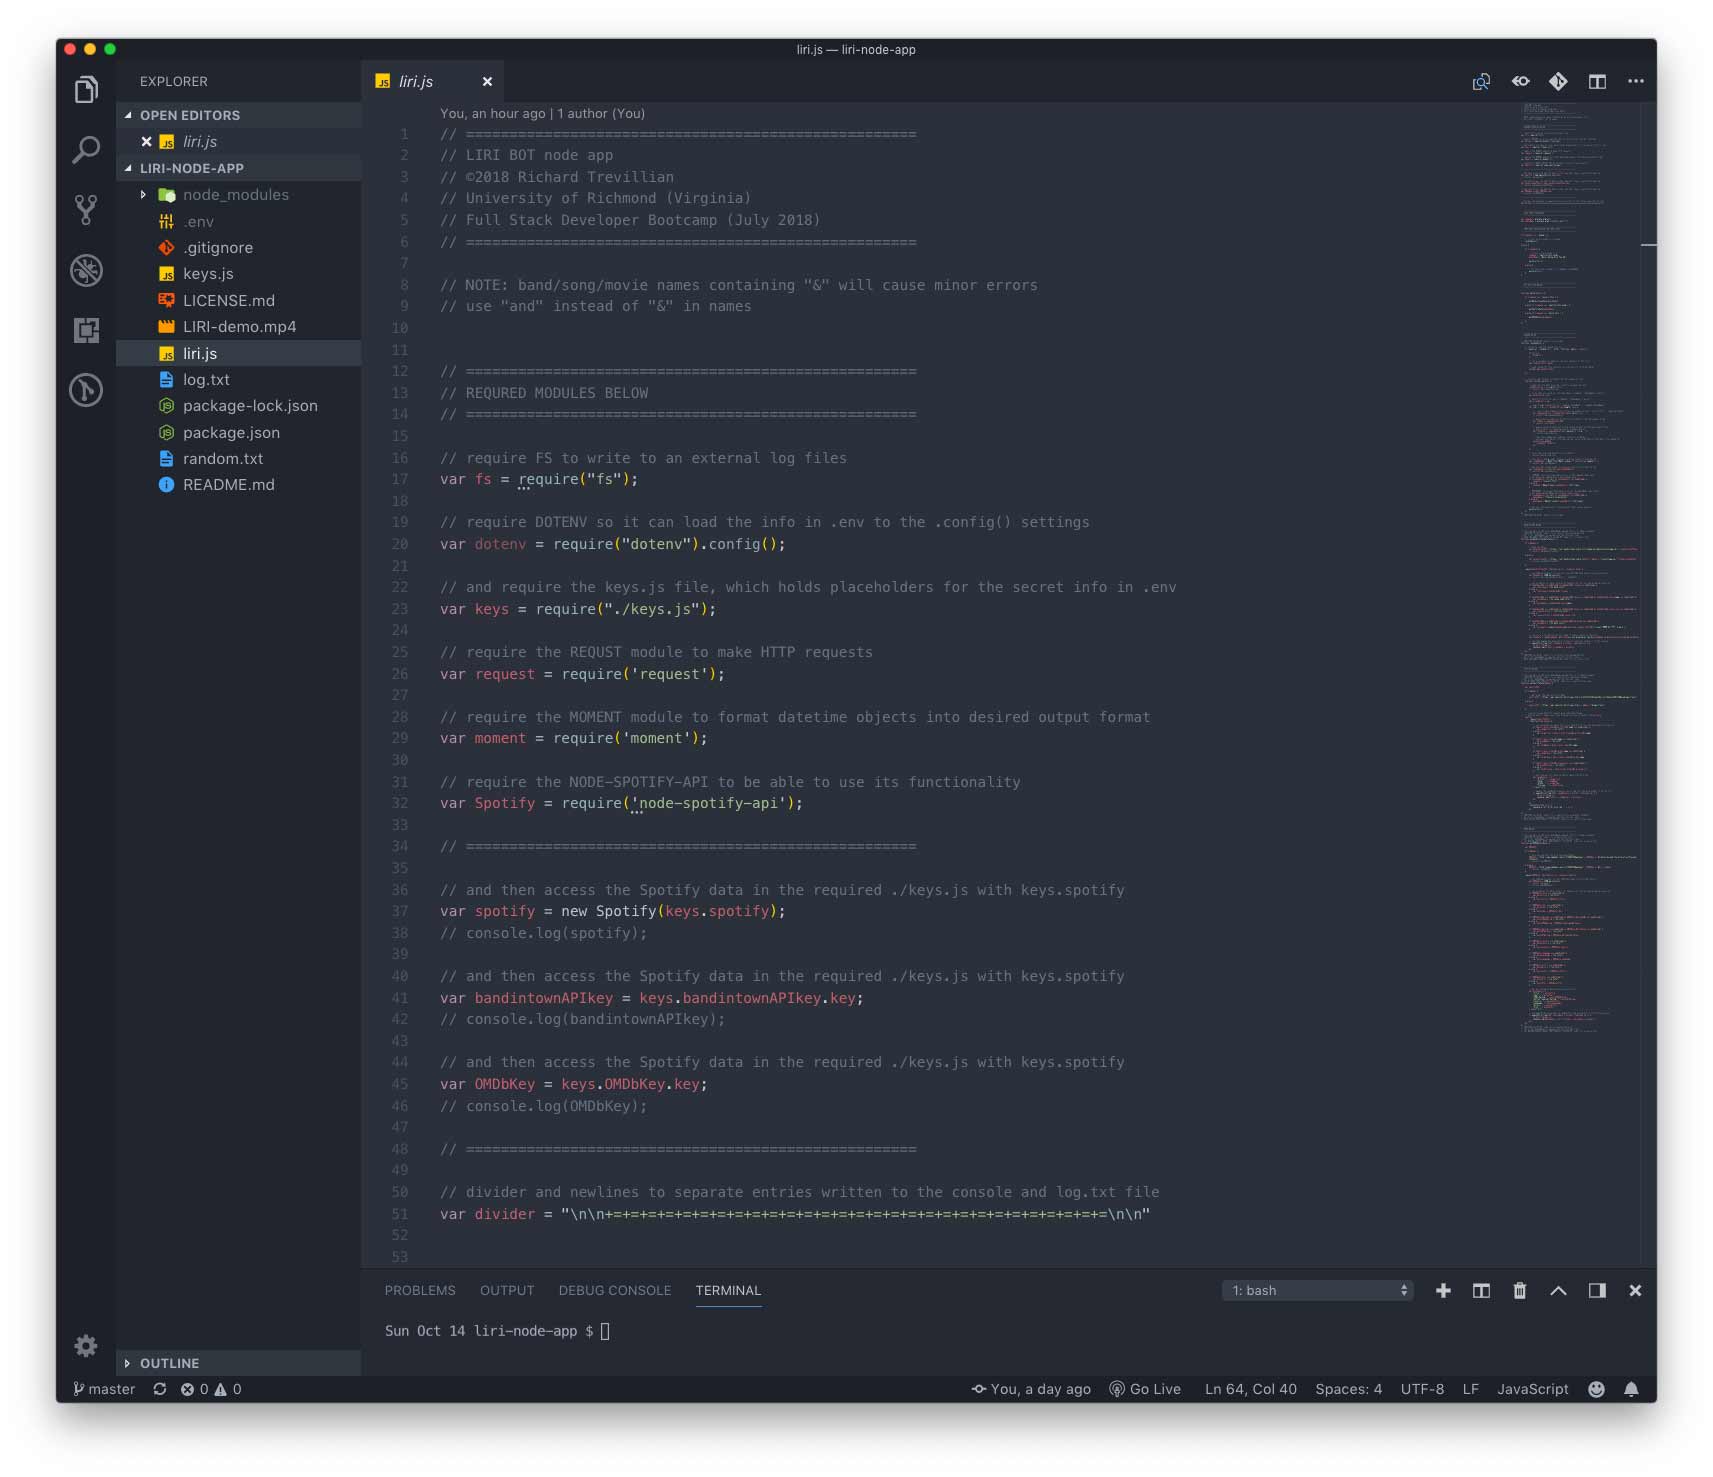 liri.js — liri-node-app
EXPLORER
OPEN EDITORS
liri.js
LIRI-NODE-APP
node_modules
.env
.gitignore
keys.js
LICENSE.md
LIRI-demo.mp4
liri.js
log.txt
package-lock.json
package.json
random.txt
README.md
OUTLINE
liri.js
You, an hour ago | 1 author (You)
1 // ====================================================
2 // LIRI BOT node app
3 // ©2018 Richard Trevillian
4 // University of Richmond (Virginia)
5 // Full Stack Developer Bootcamp (July 2018)
6 // ====================================================
7
8 // NOTE: band/song/movie names containing "&" will cause minor errors
9 // use "and" instead of "&" in names
10
11
12 // ====================================================
13 // REQURED MODULES BELOW
14 // ====================================================
15
16 // require FS to write to an external log files
17 var fs = require("fs");
18
19 // require DOTENV so it can load the info in .env to the .config() settings
20 var dotenv = require("dotenv").config();
21
22 // and require the keys.js file, which holds placeholders for the secret info in .env
23 var keys = require("./keys.js");
24
25 // require the REQUST module to make HTTP requests
26 var request = require('request');
27
28 // require the MOMENT module to format datetime objects into desired output format
29 var moment = require('moment');
30
31 // require the NODE-SPOTIFY-API to be able to use its functionality
32 var Spotify = require('node-spotify-api');
33
34 // ====================================================
35
36 // and then access the Spotify data in the required ./keys.js with keys.spotify
37 var spotify = new Spotify(keys.spotify);
38 // console.log(spotify);
39
40 // and then access the Spotify data in the required ./keys.js with keys.spotify
41 var bandintownAPIkey = keys.bandintownAPIkey.key;
42 // console.log(bandintownAPIkey);
43
44 // and then access the Spotify data in the required ./keys.js with keys.spotify
45 var OMDbKey = keys.OMDbKey.key;
46 // console.log(OMDbKey);
47
48 // ====================================================
49
50 // divider and newlines to separate entries written to the console and log.txt file
51 var divider = "\n\n+=+=+=+=+=+=+=+=+=+=+=+=+=+=+=+=+=+=+=+=+=+=+=+=+=+=+=+=+=\n\n"
52
53
PROBLEMS OUTPUT DEBUG CONSOLE TERMINAL 1: bash
Sun Oct 14 liri-node-app $
master 0 0 You, a day ago Go Live Ln 64, Col 40 Spaces: 4 UTF-8 LF JavaScript